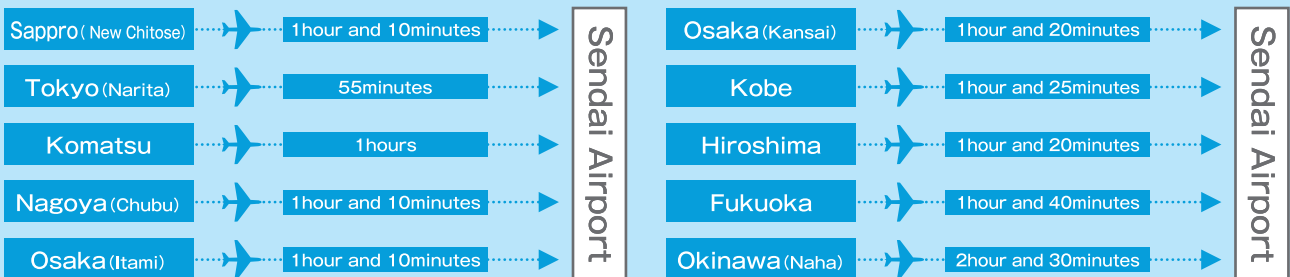 Sappro(New Chitose) 1hour and 10minutes
Tokyo(Narita) 55minutes
Komatsu 1hours
Nagoya(Chubu) 1hour and 10minutes
Osaka(Itami) 1hour and 10minutes
Sendai Airport
Osaka(Kansai) 1hour and 20minutes
Kobe 1hour and 25minutes
Hiroshima 1hour and 20minutes
Fukuoka 1hour and 40minutes
Okinawa(Naha) 2hour and 30minutes
Sendai Airport